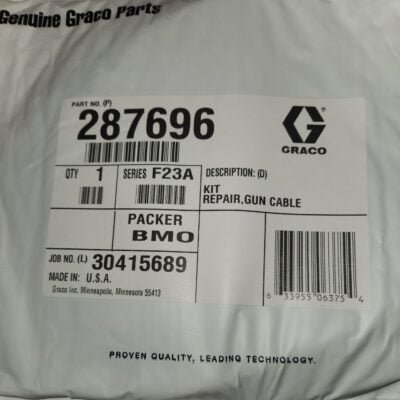 Genuine Graco Parts
PART NO. (P)
287696
GRACO
QTY 1
SERIES F23A
DESCRIPTION: (D)
KIT
REPAIR,GUN CABLE
PACKER
BMO
JOB NO. (L) 30415689
MADE IN: U.S.A.
Graco Inc. Minneapolis, Minnesota 55413
6 33955 06375 4
PROVEN QUALITY, LEADING TECHNOLOGY.